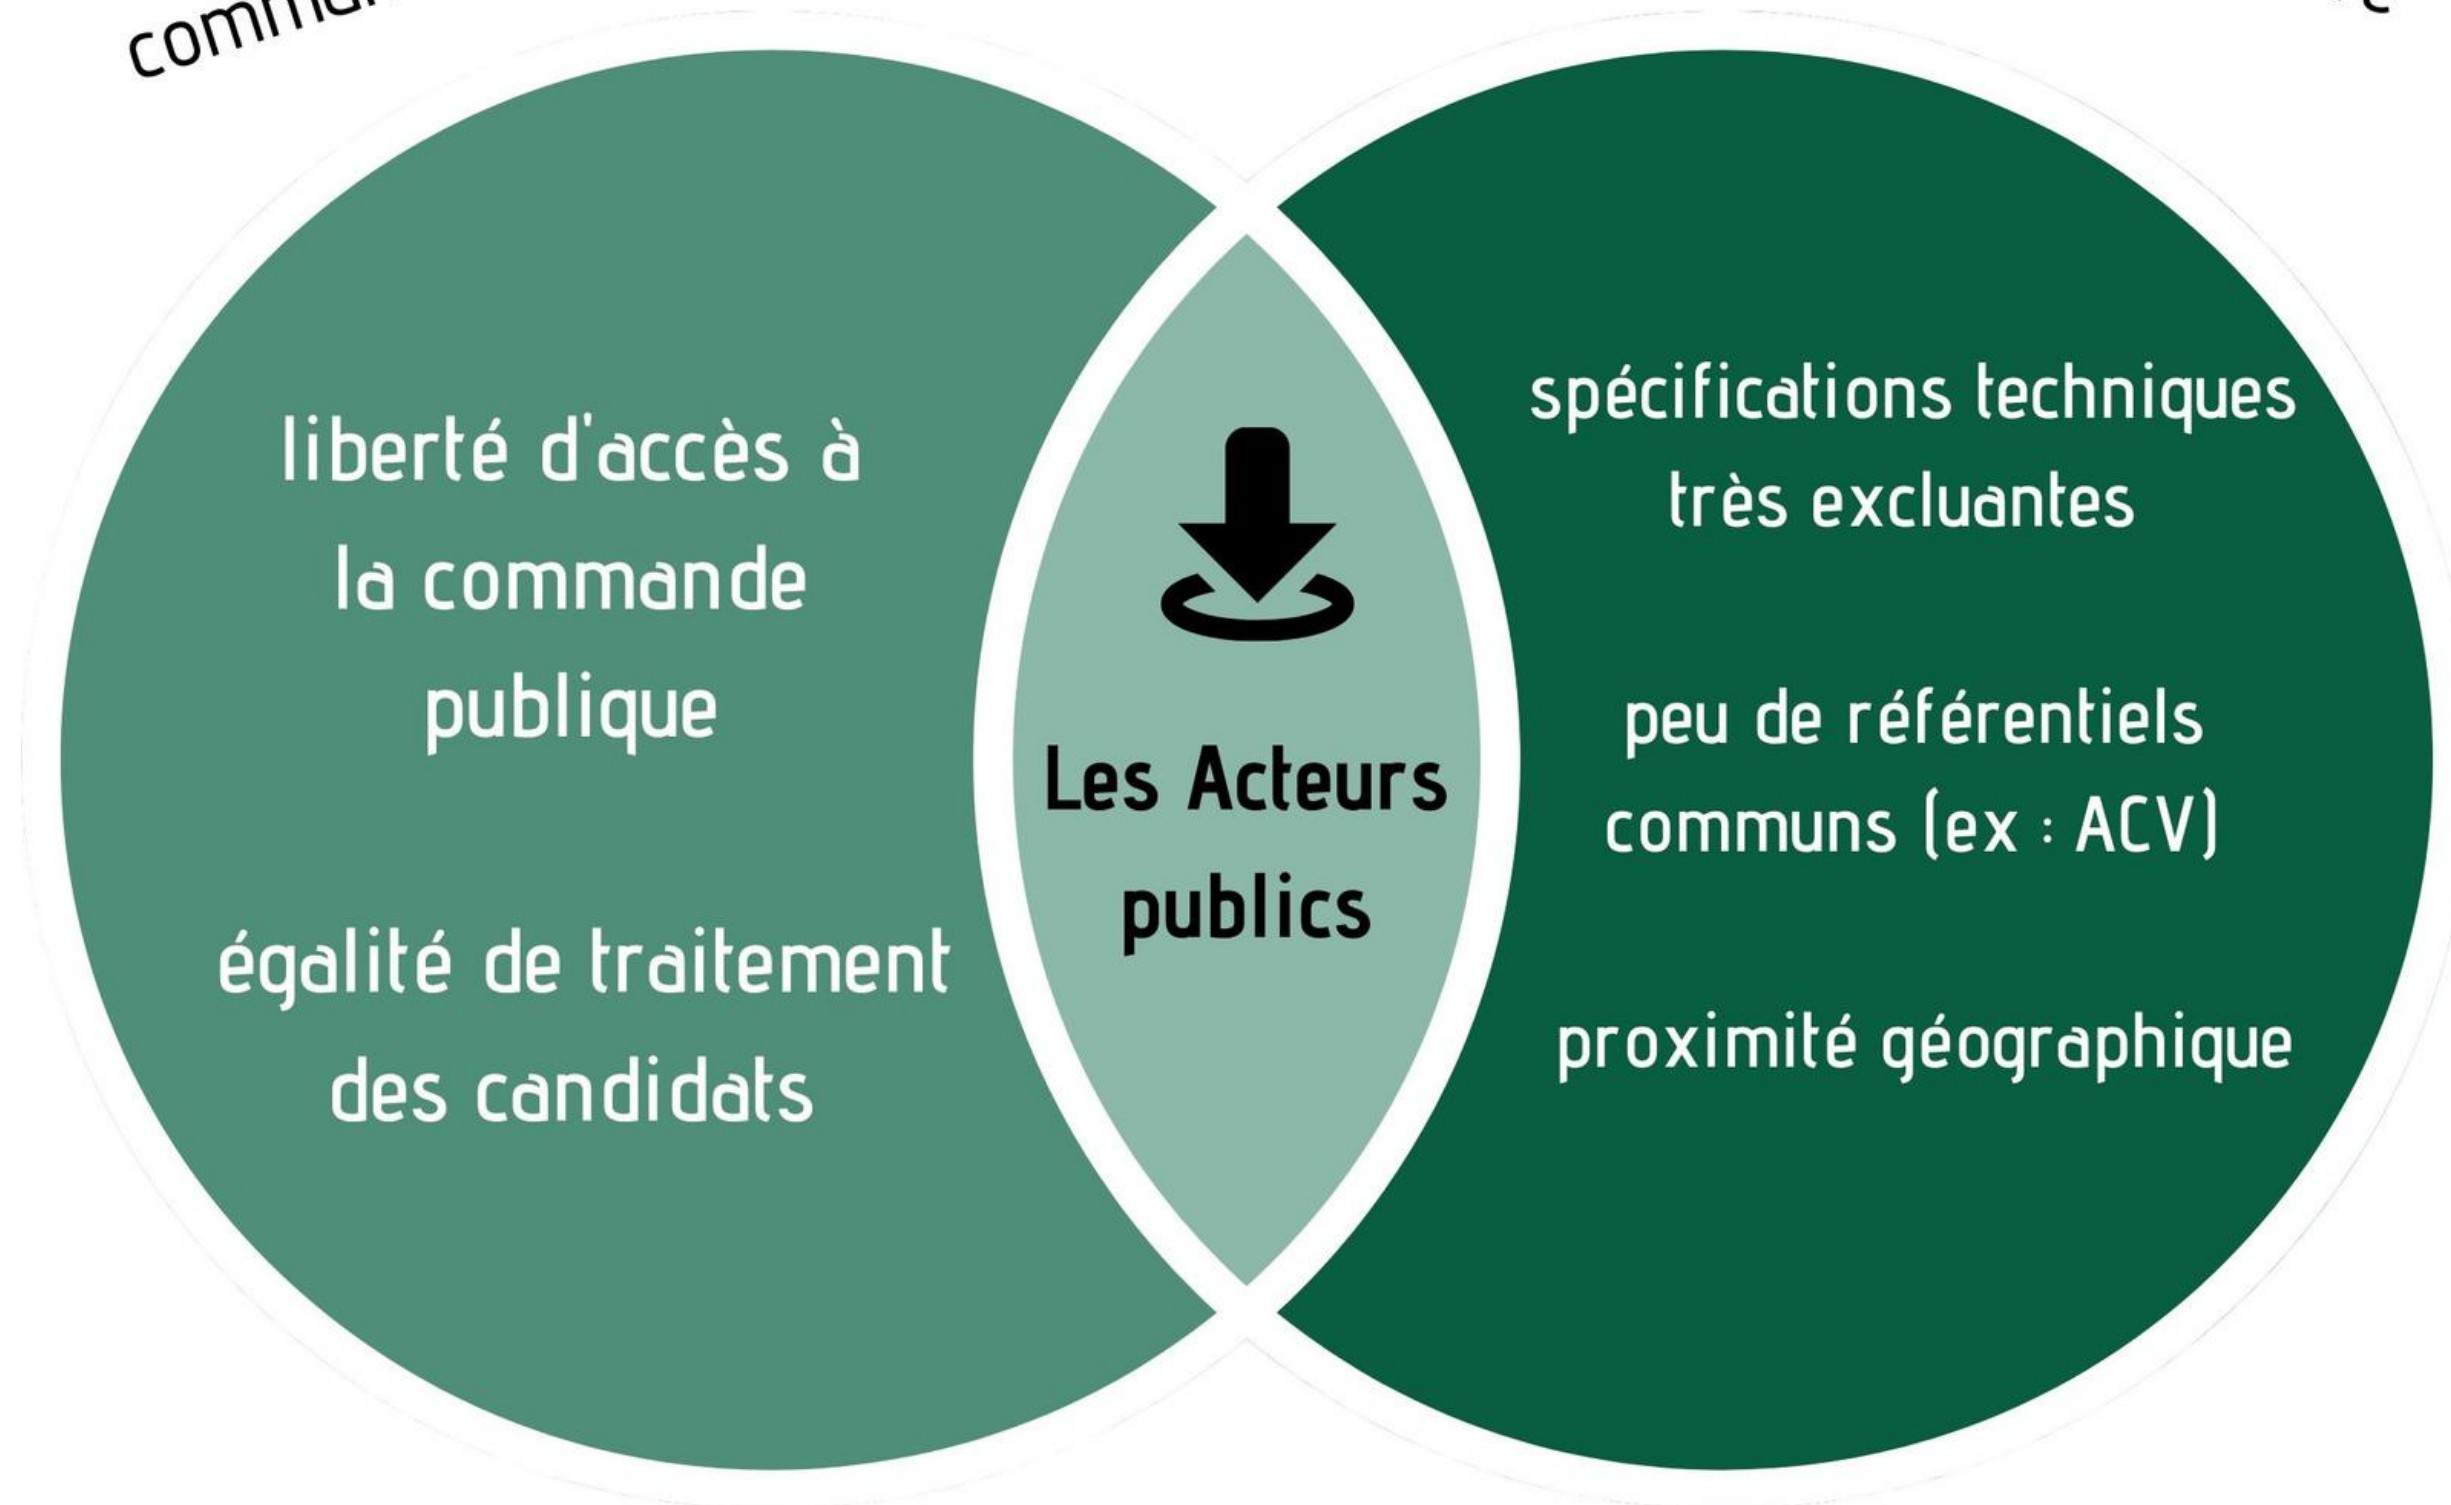 liberté d'accès à
la commande
publique
égalité de traitement
des candidats
Les Acteurs
publics
spécifications techniques
très excluantes
peu de référentiels
communs (ex : ACV)
proximité géographique